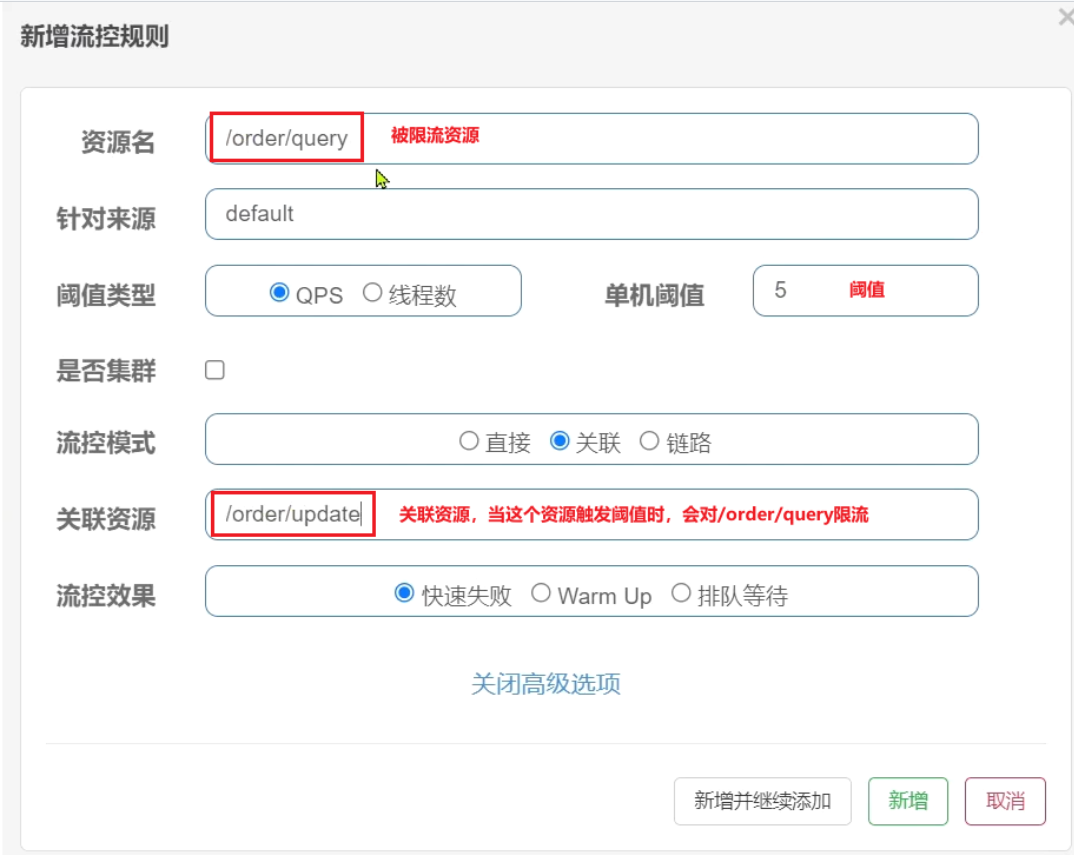 新增流控规则
资源名 /order/query 被限流资源
针对来源 default
阈值类型 QPS 线程数 单机阈值 5 阈值
是否集群
流控模式 直接 关联 链路
关联资源 /order/update 关联资源，当这个资源触发阈值时，会对/order/query限流
流控效果 快速失败 Warm Up 排队等待
关闭高级选项
新增并继续添加 新增 取消